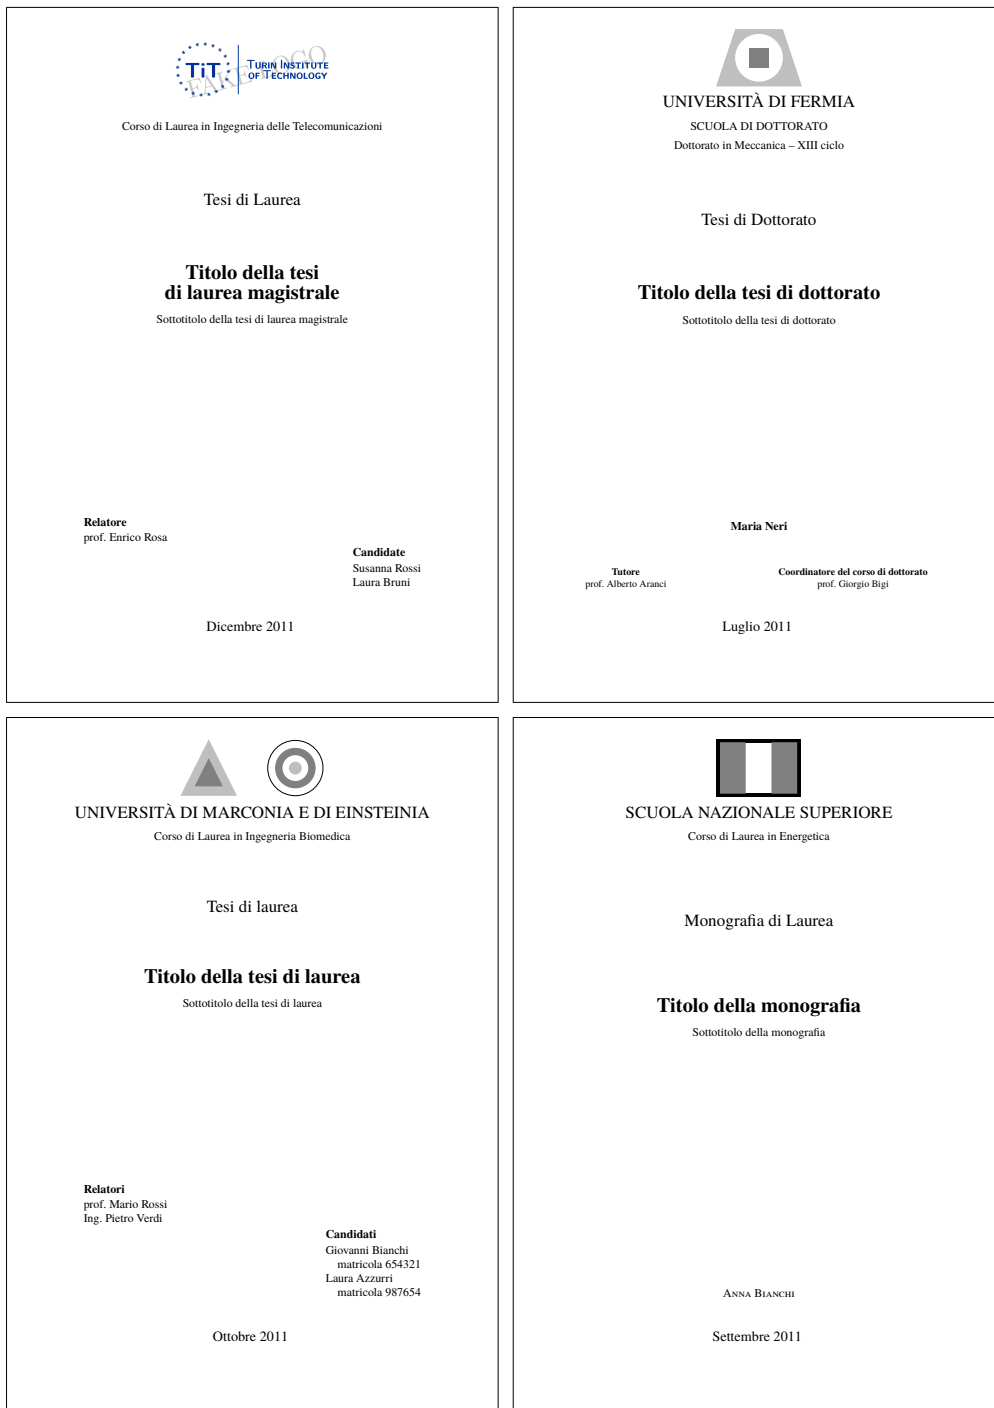 FAKE LOGO
TiT
TURIN INSTITUTE
OF TECHNOLOGY
Corso di Laurea in Ingegneria delle Telecomunicazioni
Tesi di Laurea
Titolo della tesi
di laurea magistrale
Sottotitolo della tesi di laurea magistrale
Relatore
prof. Enrico Rosa
Candidate
Susanna Rossi
Laura Bruni
Dicembre 2011
UNIVERSITÀ DI FERMIA
SCUOLA DI DOTTORATO
Dottorato in Meccanica – XIII ciclo
Tesi di Dottorato
Titolo della tesi di dottorato
Sottotitolo della tesi di dottorato
Maria Neri
Tutore
prof. Alberto Aranci
Coordinatore del corso di dottorato
prof. Giorgio Bigi
Luglio 2011
UNIVERSITÀ DI MARCONIA E DI EINSTEINIA
Corso di Laurea in Ingegneria Biomedica
Tesi di laurea
Titolo della tesi di laurea
Sottotitolo della tesi di laurea
Relatori
prof. Mario Rossi
Ing. Pietro Verdi
Candidati
Giovanni Bianchi
matricola 654321
Laura Azzurri
matricola 987654
Ottobre 2011
SCUOLA NAZIONALE SUPERIORE
Corso di Laurea in Energetica
Monografia di Laurea
Titolo della monografia
Sottotitolo della monografia
ANNA BIANCHI
Settembre 2011